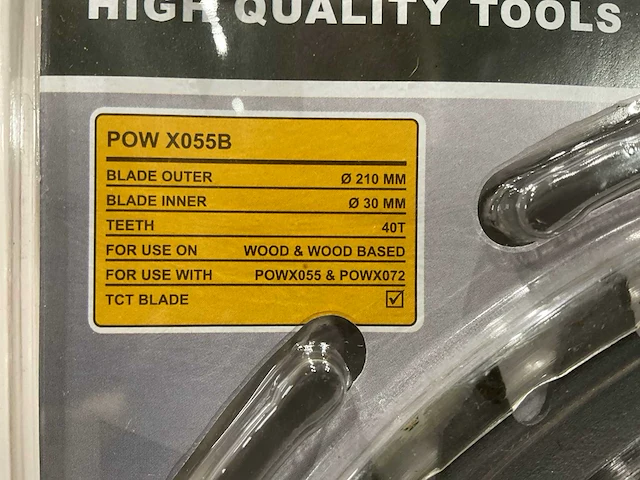 HIGH QUALITY TOOLS
POW X055B
BLADE OUTER Ø 210 MM
BLADE INNER Ø 30 MM
TEETH 40T
FOR USE ON WOOD & WOOD BASED
FOR USE WITH POWX055 & POWX072
TCT BLADE ☑